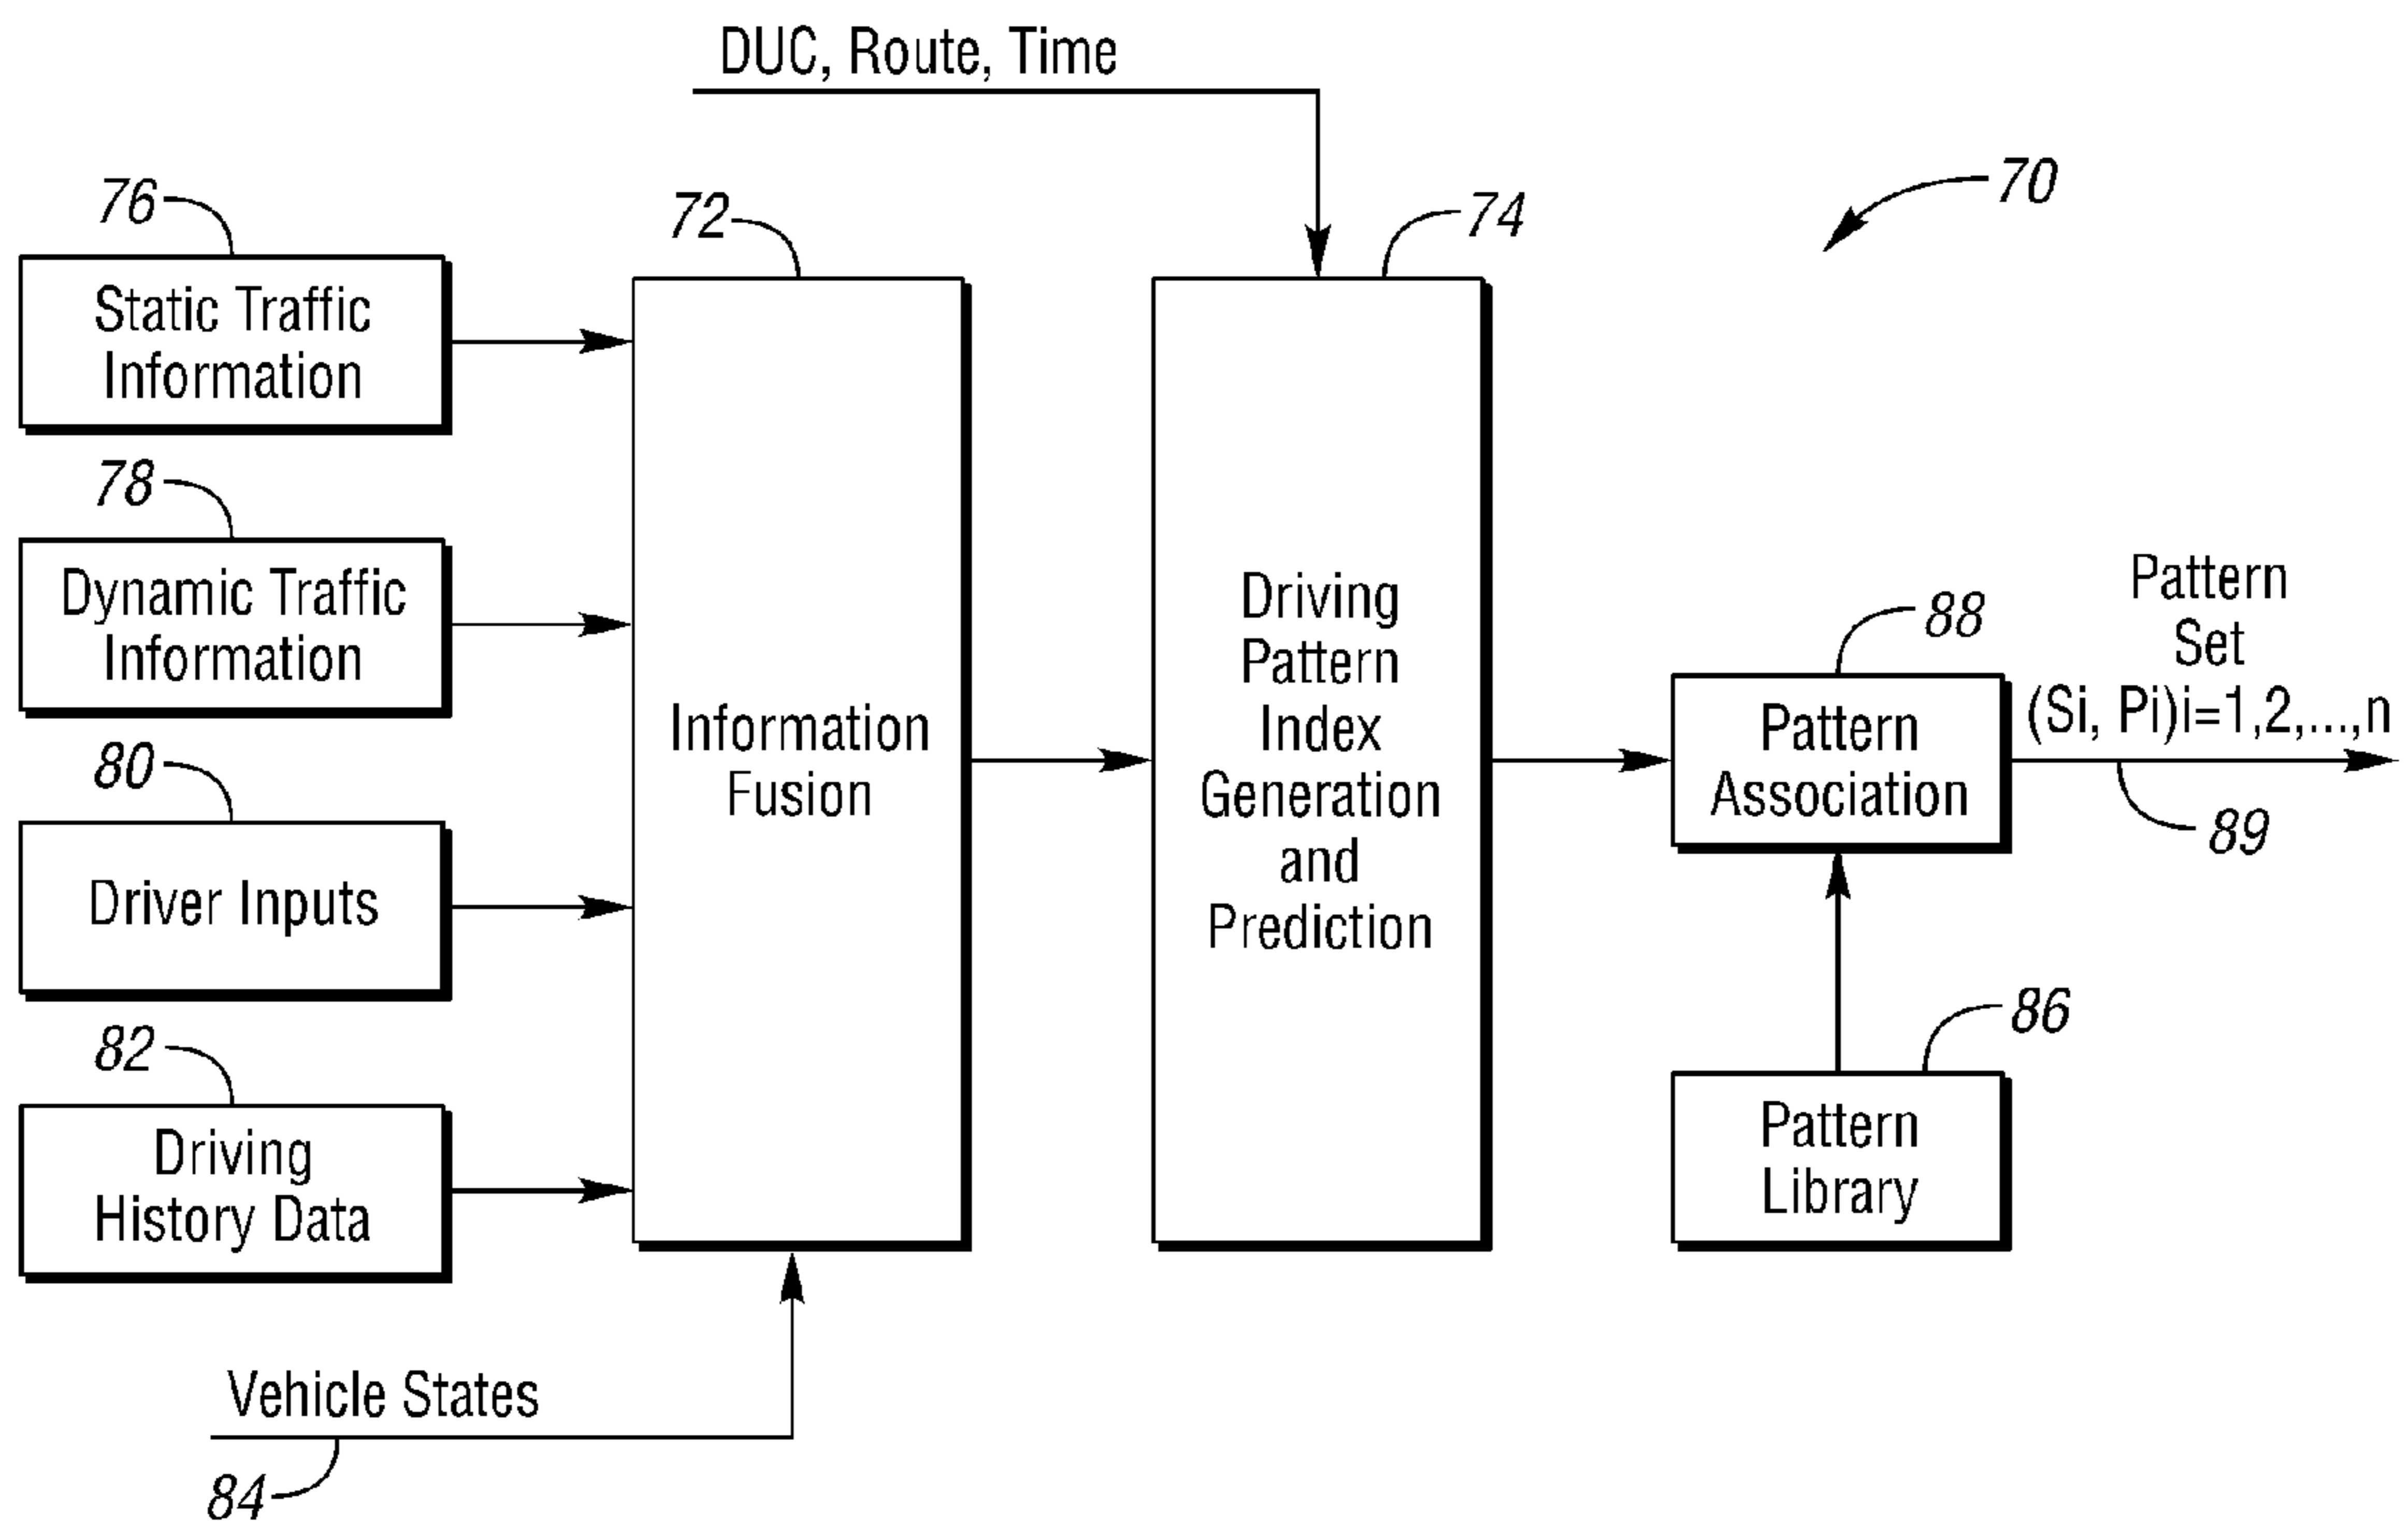 DUC, Route, Time
70
76
72
74
Static Traffic
Information
78
Dynamic Traffic
Information
80
Driver Inputs
82
Driving
History Data
Information
Fusion
Driving
Pattern
Index
Generation
and
Prediction
88
Pattern
Association
Pattern
Set
(Si, Pi)i=1,2,...,n
89
86
Pattern
Library
Vehicle States
84